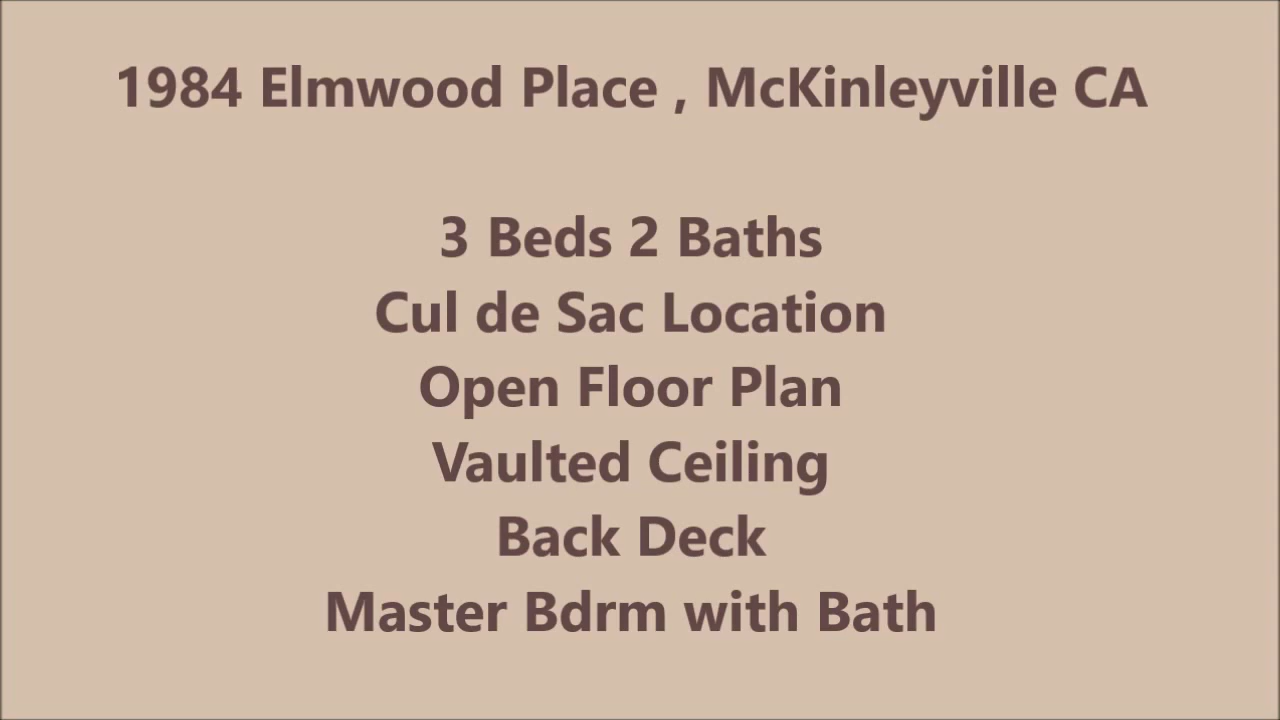 1984 Elmwood Place , McKinleyville CA
3 Beds 2 Baths
Cul de Sac Location
Open Floor Plan
Vaulted Ceiling
Back Deck
Master Bdrm with Bath